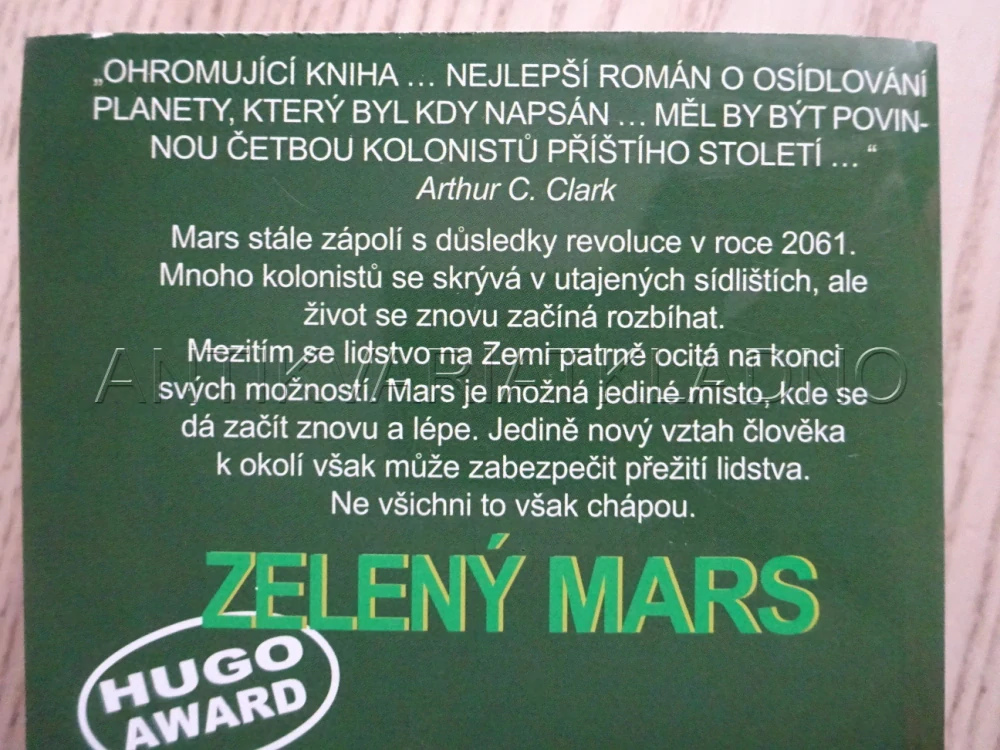 „OHROMUJÍCÍ KNIHA ... NEJLEPŠÍ ROMÁN O OSÍDLOVÁNÍ
PLANETY, KTERÝ BYL KDY NAPSÁN ... MĚL BY BÝT POVIN-
NOU ČETBOU KOLONISTŮ PŘÍŠTÍHO STOLETÍ ... “
Arthur C. Clark
Mars stále zápolí s důsledky revoluce v roce 2061.
Mnoho kolonistů se skrývá v utajených sídlištích, ale
život se znovu začíná rozbíhat.
Mezitím se lidstvo na Zemi patrně ocitá na konci
svých možností. Mars je možná jediné místo, kde se
dá začít znovu a lépe. Jedině nový vztah člověka
k okolí však může zabezpečit přežití lidstva.
Ne všichni to však chápou.
ANTIKVARIATKLADNO
ZELENÝ MARS
HUGO
AWARD